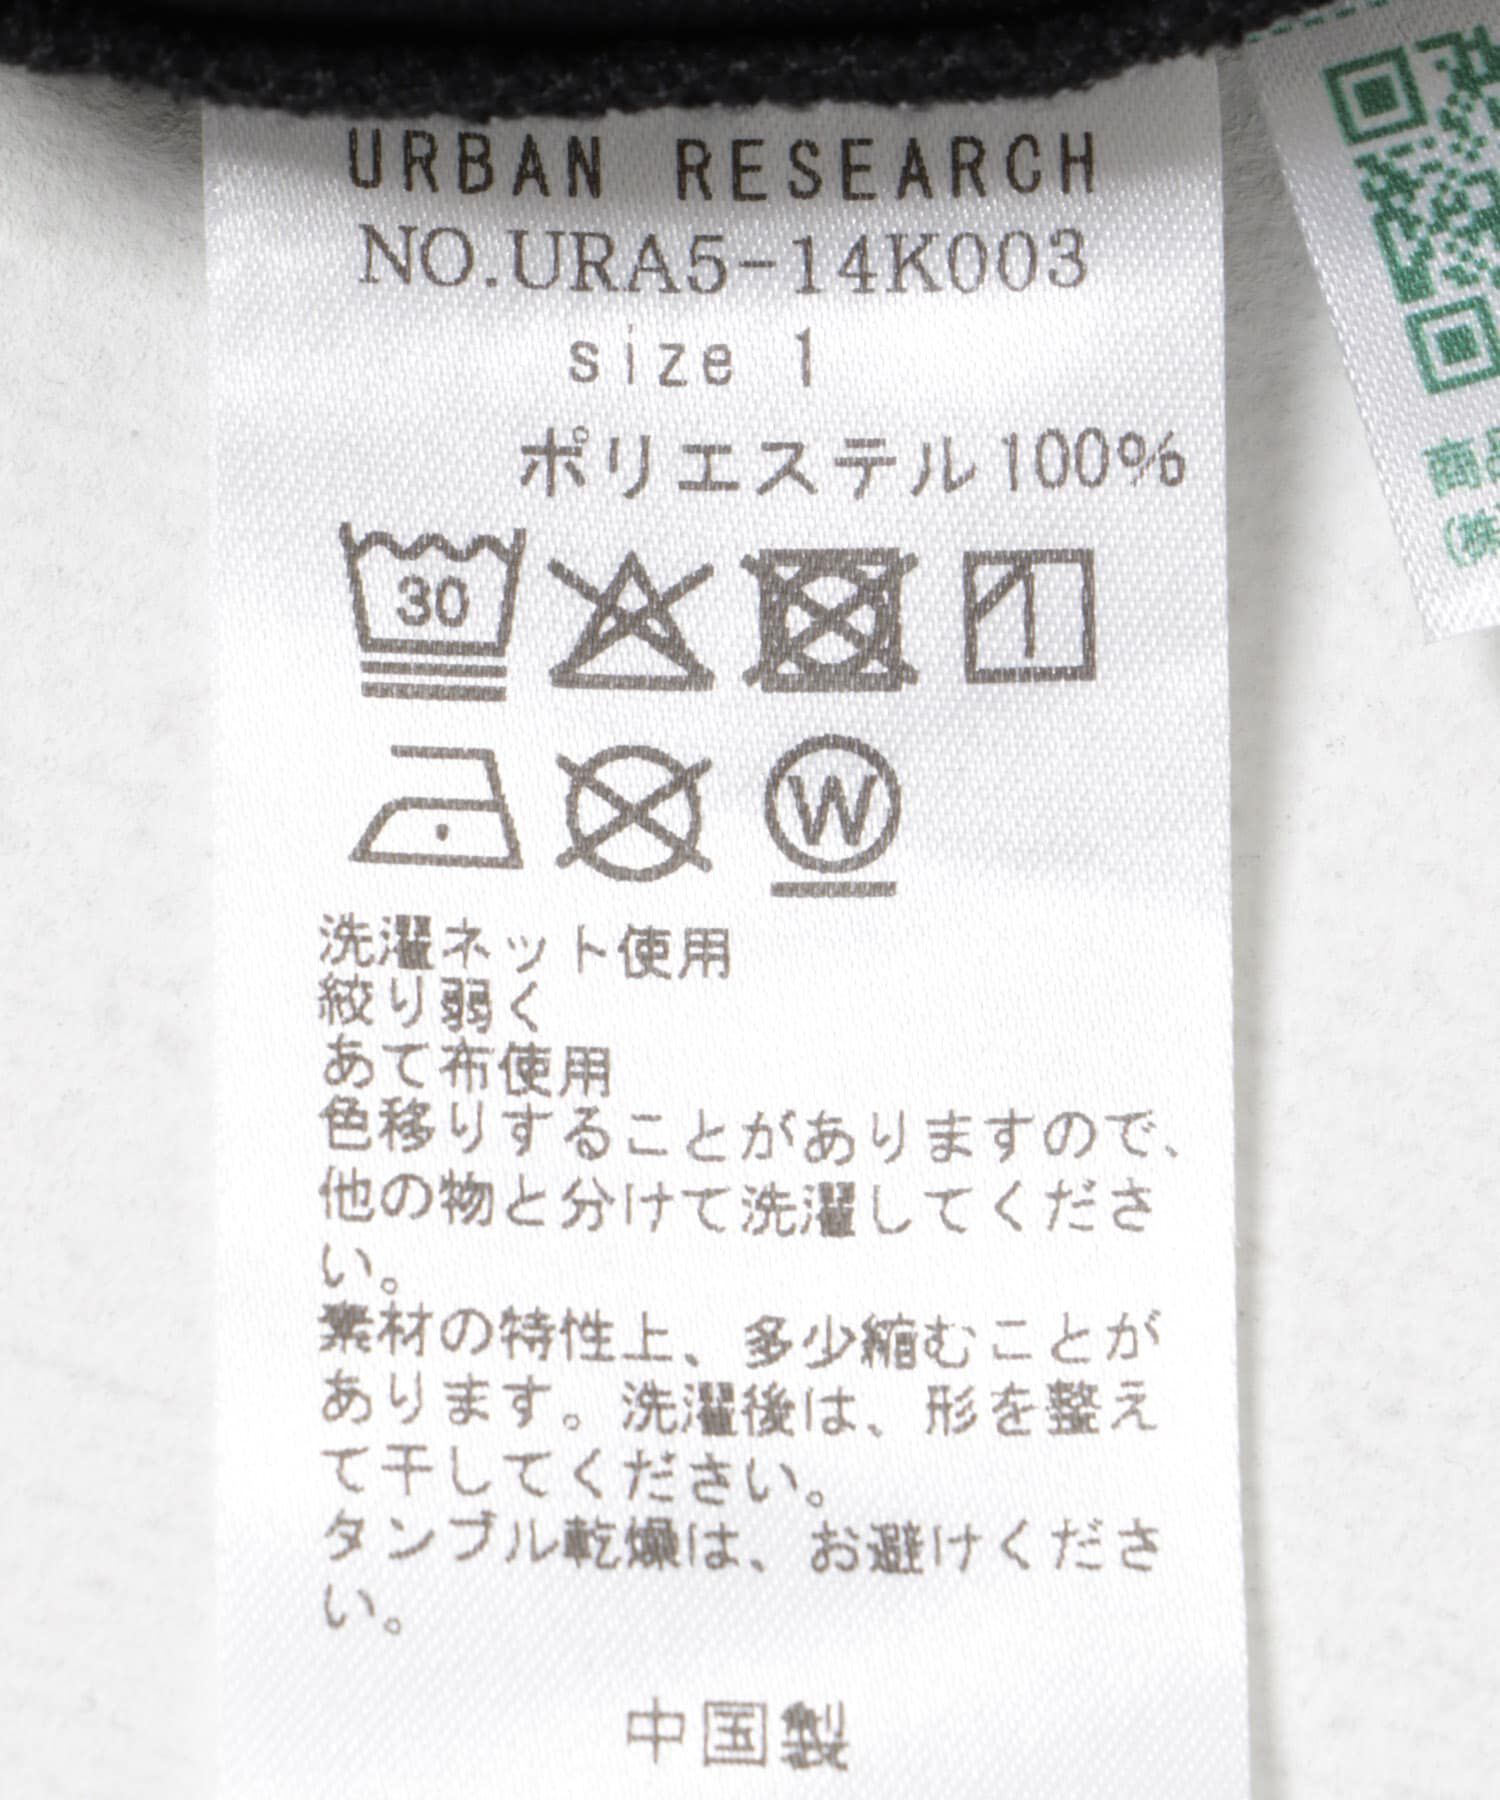 URBAN RESEARCH
NO.URA5-14K003
size 1
ポリエステル100%
30
W
洗濯ネット使用
絞り弱く
あて布使用
色移りすることがありますので、
他の物と分けて洗濯してくださ
い。
素材の特性上、多少縮むことが
あります。洗濯後は、形を整え
て干してください。
タンブル乾燥は、お避けくださ
い。
中国製
商品
(株